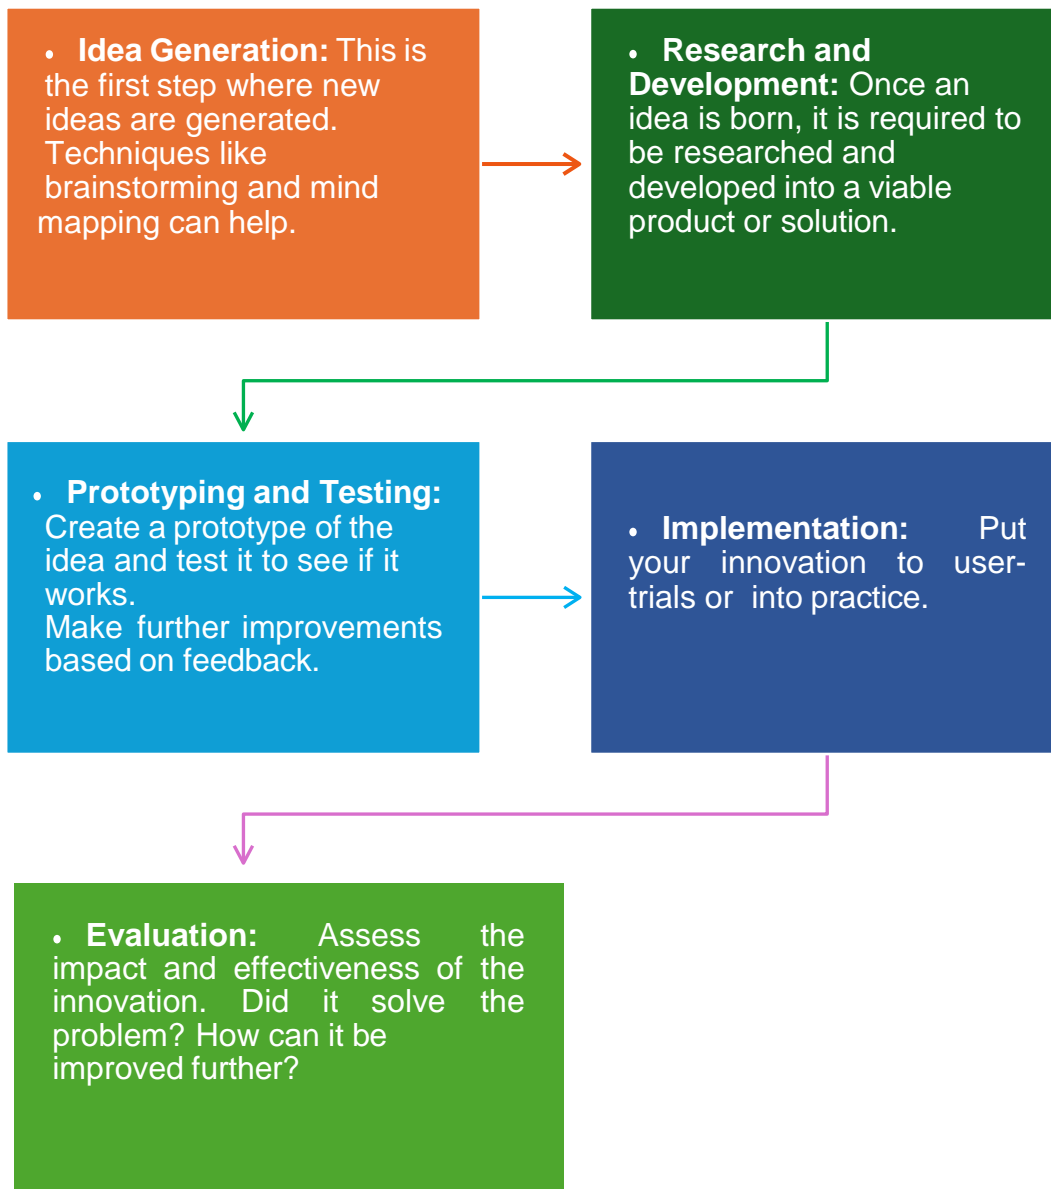 • Idea Generation: This is
the first step where new
ideas are generated.
Techniques like
brainstorming and mind
mapping can help.
• Research and
Development: Once an
idea is born, it is required to
be researched and
developed into a viable
product or solution.
• Prototyping and Testing:
Create a prototype of the
idea and test it to see if it
works.
Make further improvements
based on feedback.
• Implementation: Put
your innovation to user-
trials or into practice.
• Evaluation: Assess the
impact and effectiveness of the
innovation. Did it solve the
problem? How can it be
improved further?